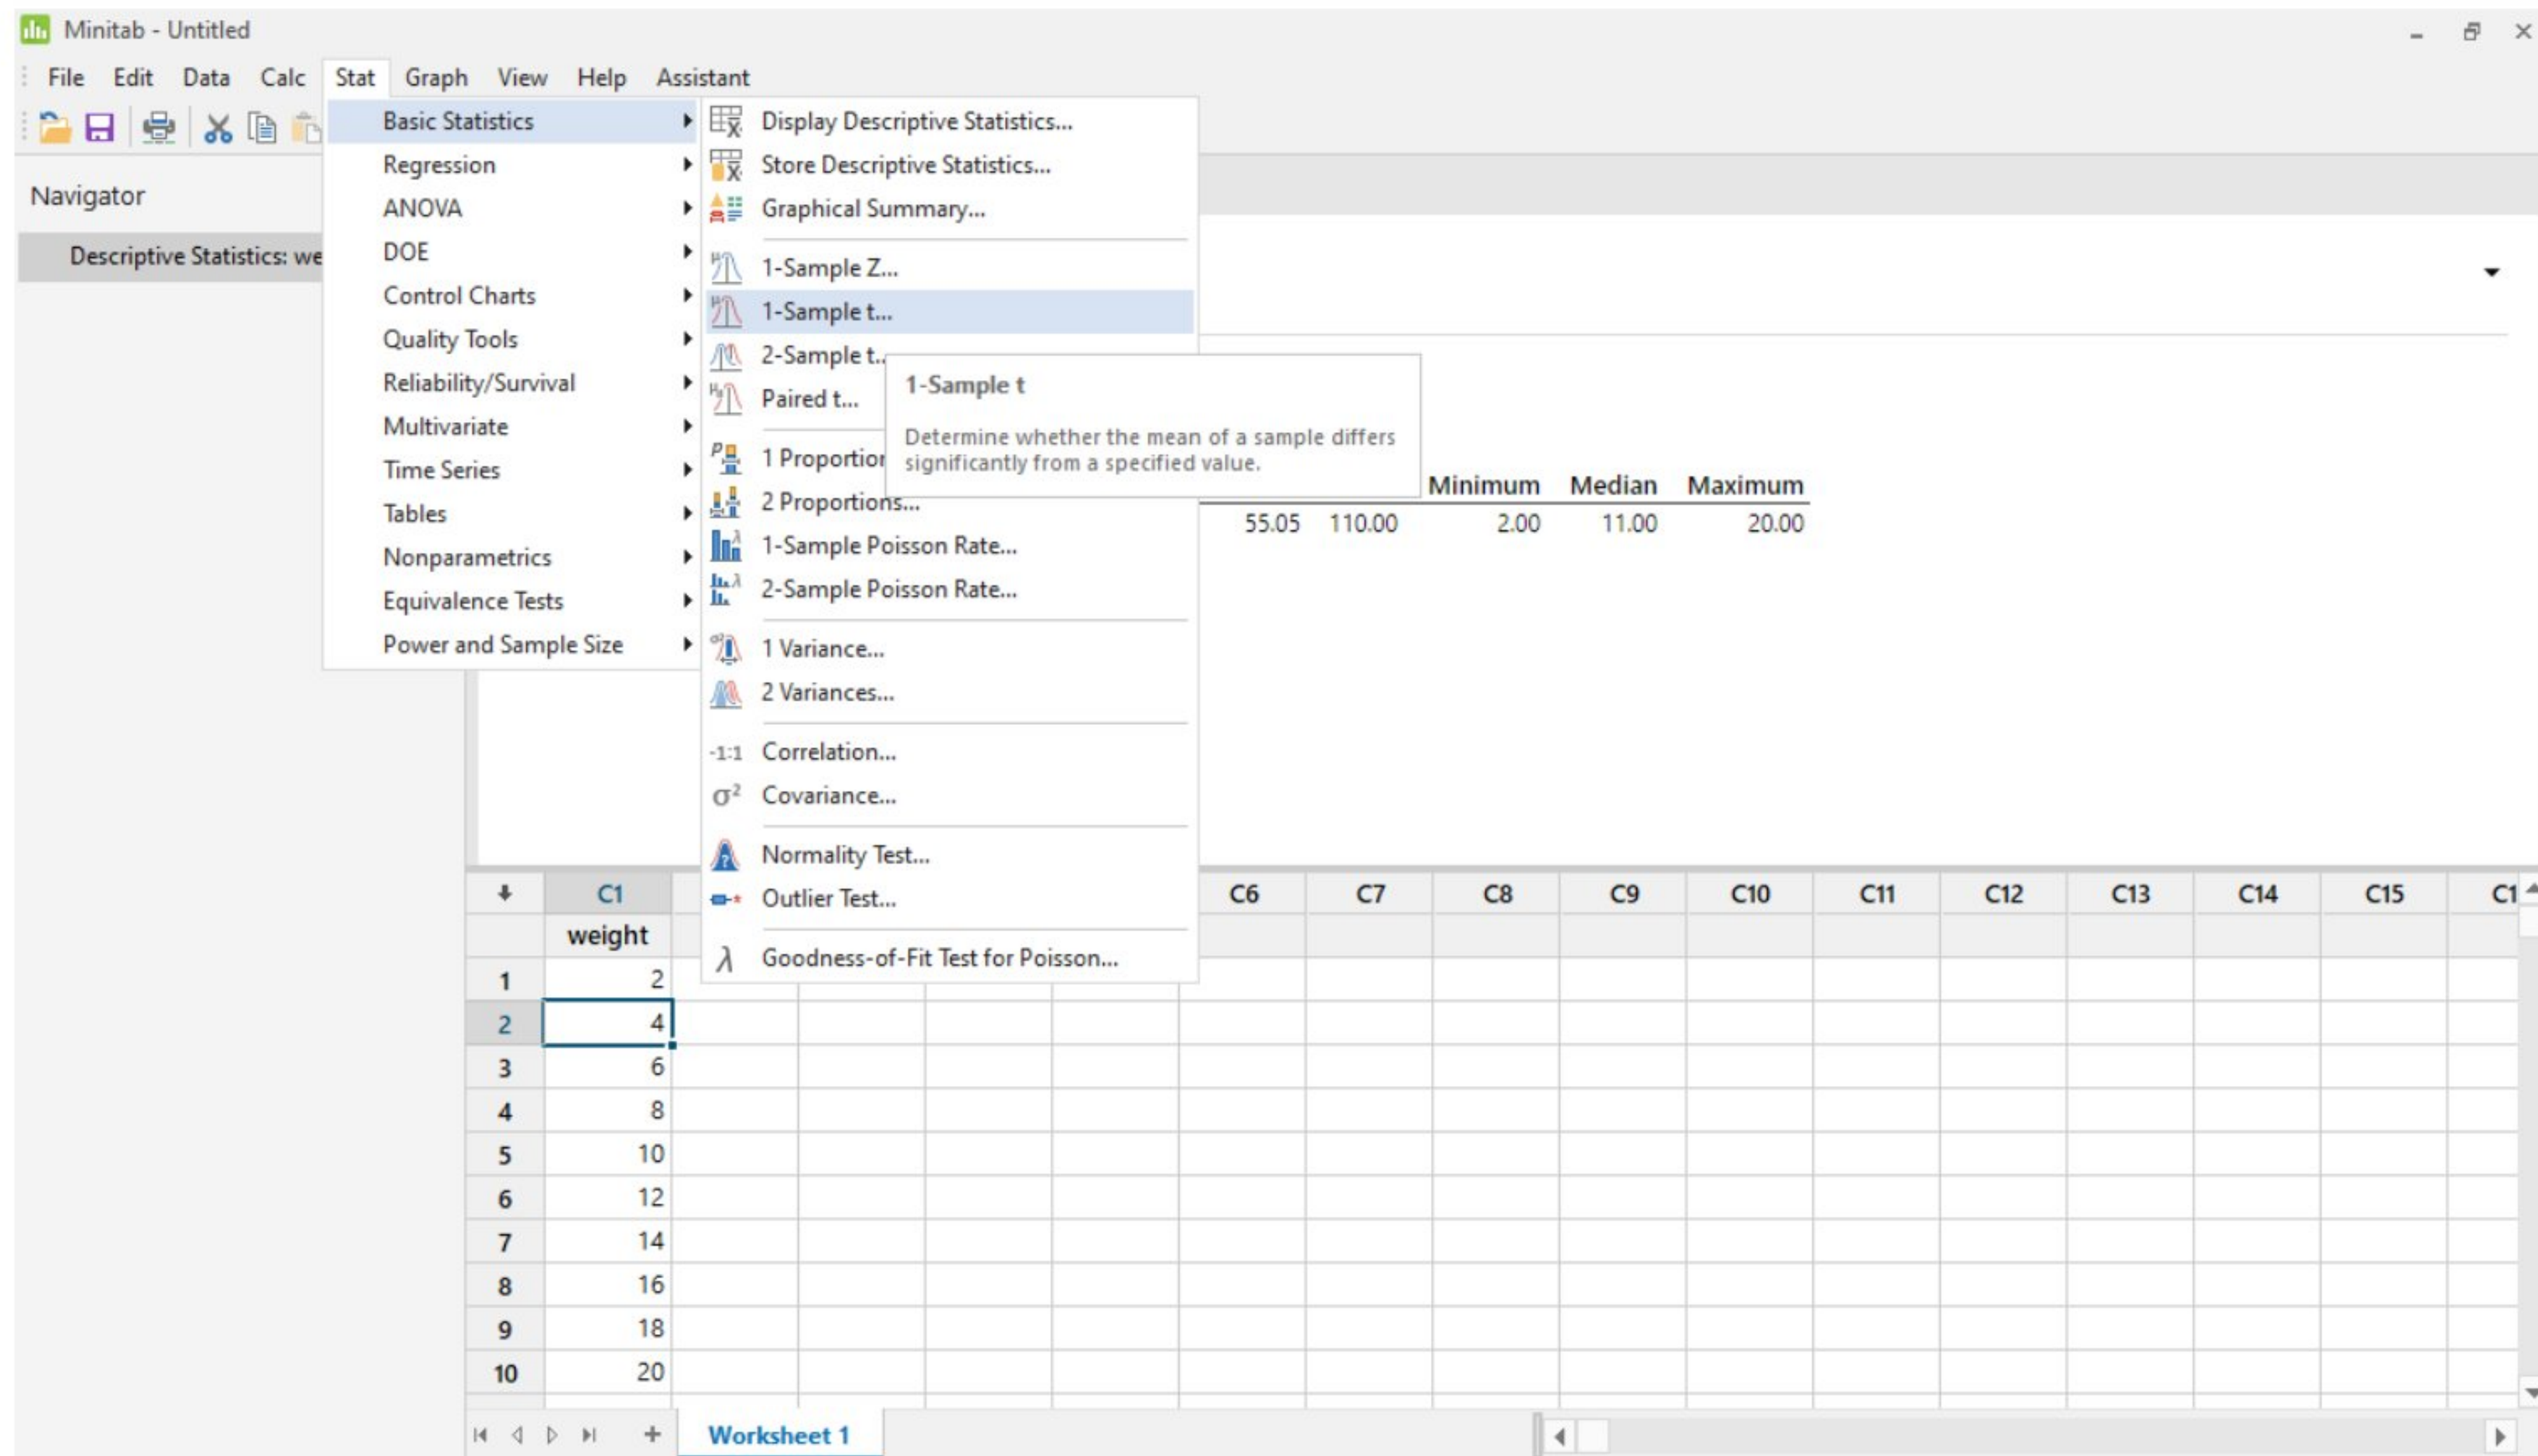 Minitab - Untitled
File Edit Data Calc Stat Graph View Help Assistant
Navigator
Descriptive Statistics: we
Basic Statistics
Regression
ANOVA
DOE
Control Charts
Quality Tools
Reliability/Survival
Multivariate
Time Series
Tables
Nonparametrics
Equivalence Tests
Power and Sample Size
Display Descriptive Statistics...
Store Descriptive Statistics...
Graphical Summary...
1-Sample Z...
1-Sample t...
2-Sample t..
Paired t...
1 Proportion
2 Proportions...
1-Sample Poisson Rate...
2-Sample Poisson Rate...
1 Variance...
2 Variances...
-1:1 Correlation...
σ² Covariance...
Normality Test...
Outlier Test...
λ Goodness-of-Fit Test for Poisson...
1-Sample t
Determine whether the mean of a sample differs
significantly from a specified value.
Minimum Median Maximum
55.05 110.00 2.00 11.00 20.00
C1 C6 C7 C8 C9 C10 C11 C12 C13 C14 C15 C1
weight
1 2
2 4
3 6
4 8
5 10
6 12
7 14
8 16
9 18
10 20
+ Worksheet 1